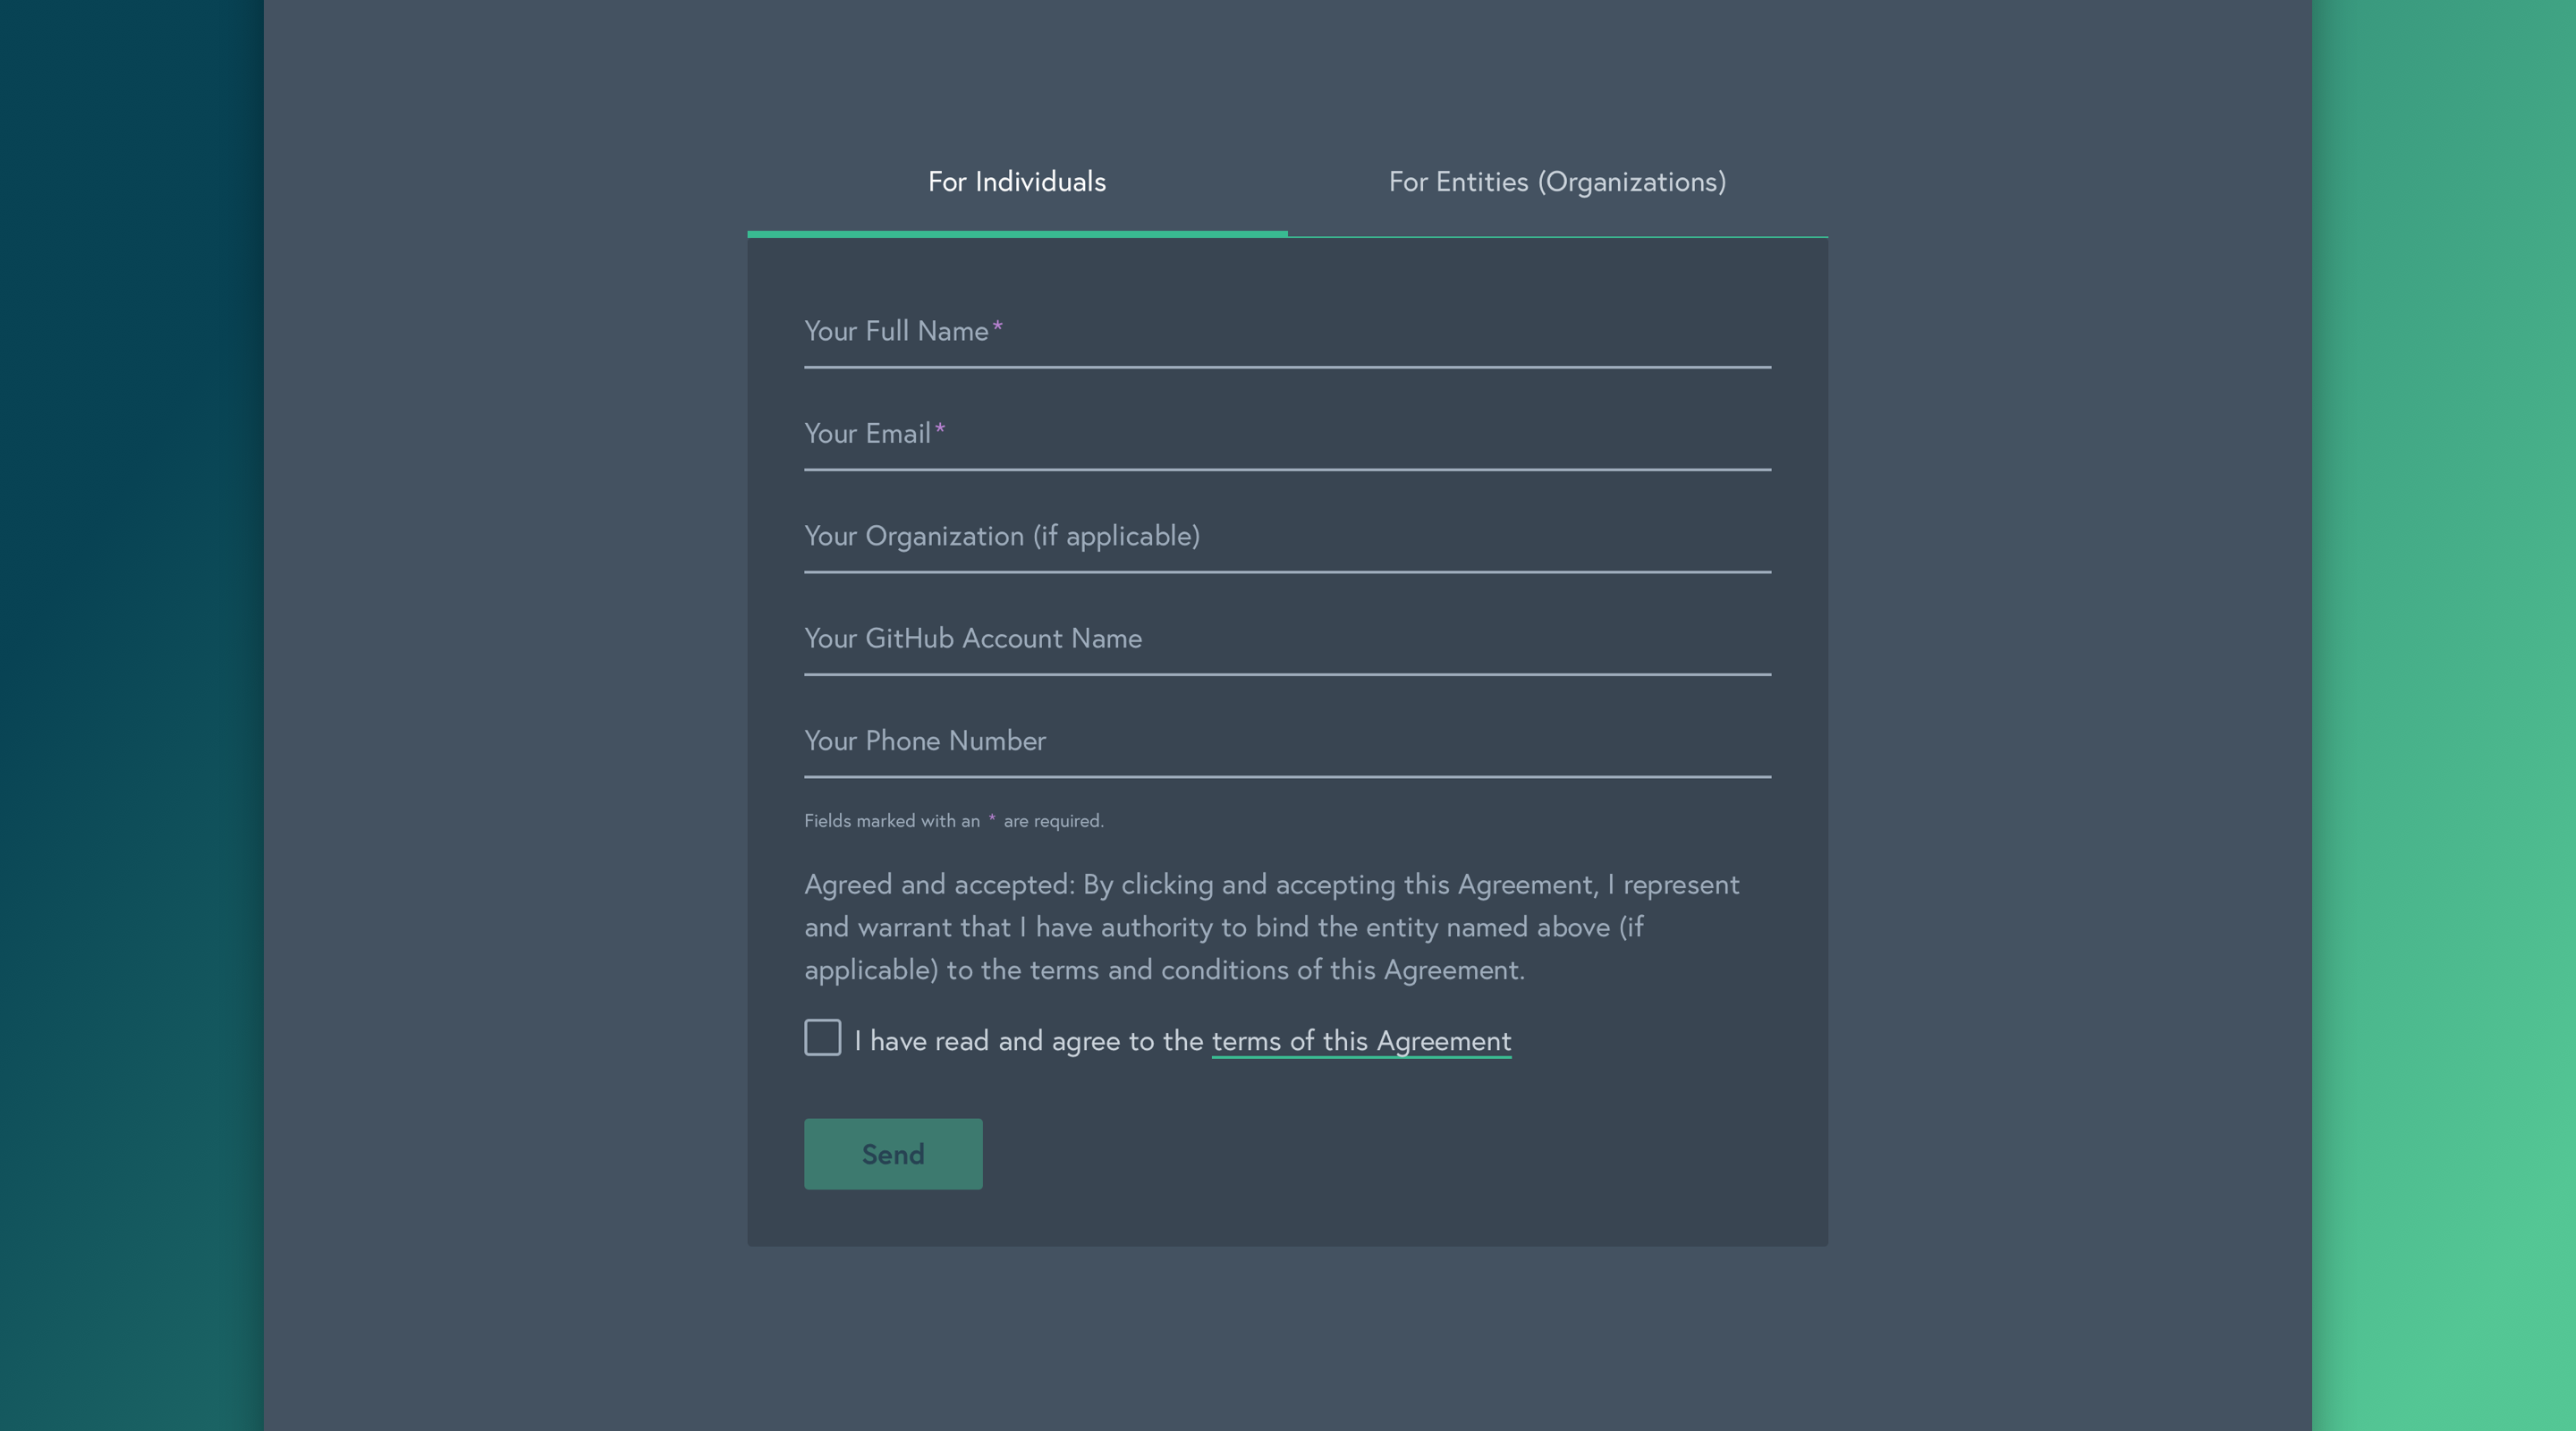 For Individuals
For Entities (Organizations)
Your Full Name*
Your Email*
Your Organization (if applicable)
Your GitHub Account Name
Your Phone Number
Fields marked with an * are required.
Agreed and accepted: By clicking and accepting this Agreement, I represent
and warrant that I have authority to bind the entity named above (if
applicable) to the terms and conditions of this Agreement.
I have read and agree to the terms of this Agreement
Send